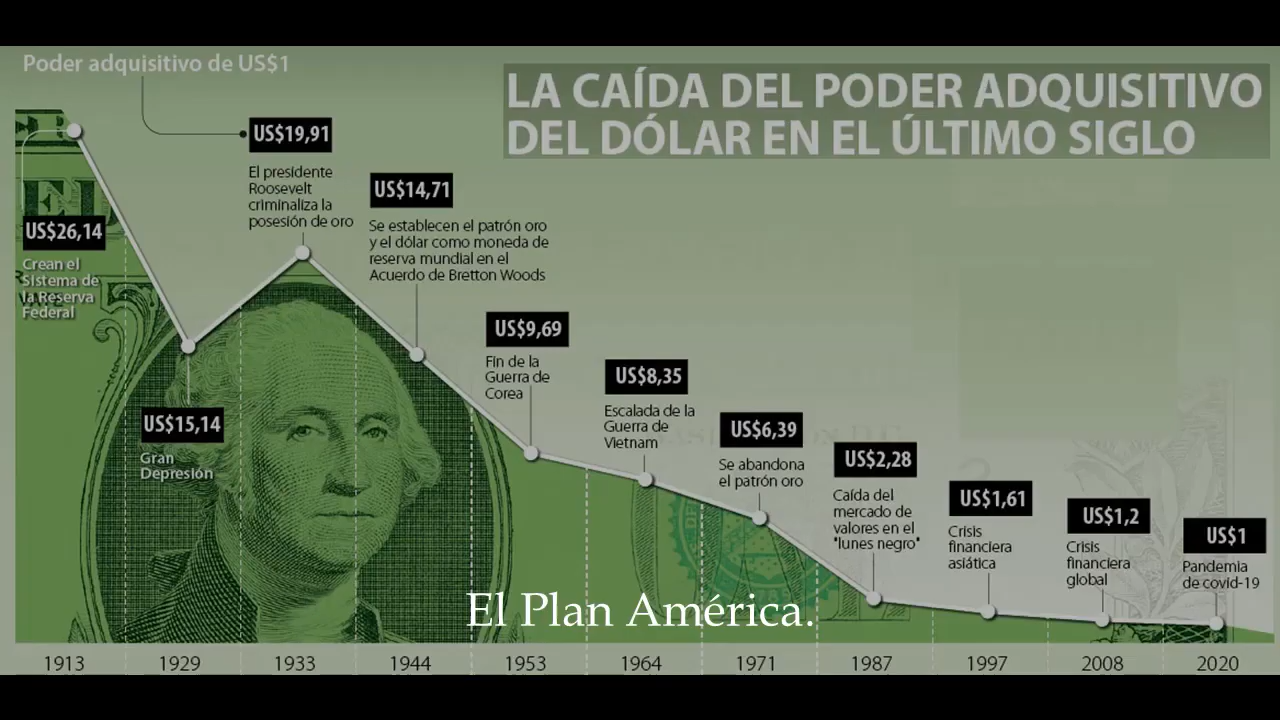 Poder adquisitivo de US$1
LA CAÍDA DEL PODER ADQUISITIVO
DEL DÓLAR EN EL ÚLTIMO SIGLO
US$26,14
Crean el
Sistema de
la Reserva
Federal
US$15,14
Gran
Depresión
US$19,91
El presidente
Roosevelt
criminaliza la
posesión de oro
US$14,71
Se establecen el patrón oro
y el dólar como moneda de
reserva mundial en el
Acuerdo de Bretton Woods
US$9,69
Fin de la
Guerra de
Corea
US$8,35
Escalada de la
Guerra de
Vietnam
US$6,39
Se abandona
el patrón oro
US$2,28
Caída del
mercado de
valores en el
"lunes negro"
US$1,61
Crisis
financiera
asiática
US$1,2
Crisis
financiera
global
US$1
Pandemia
de covid-19
El Plan América.
1913 1929 1933 1944 1953 1964 1971 1987 1997 2008 2020